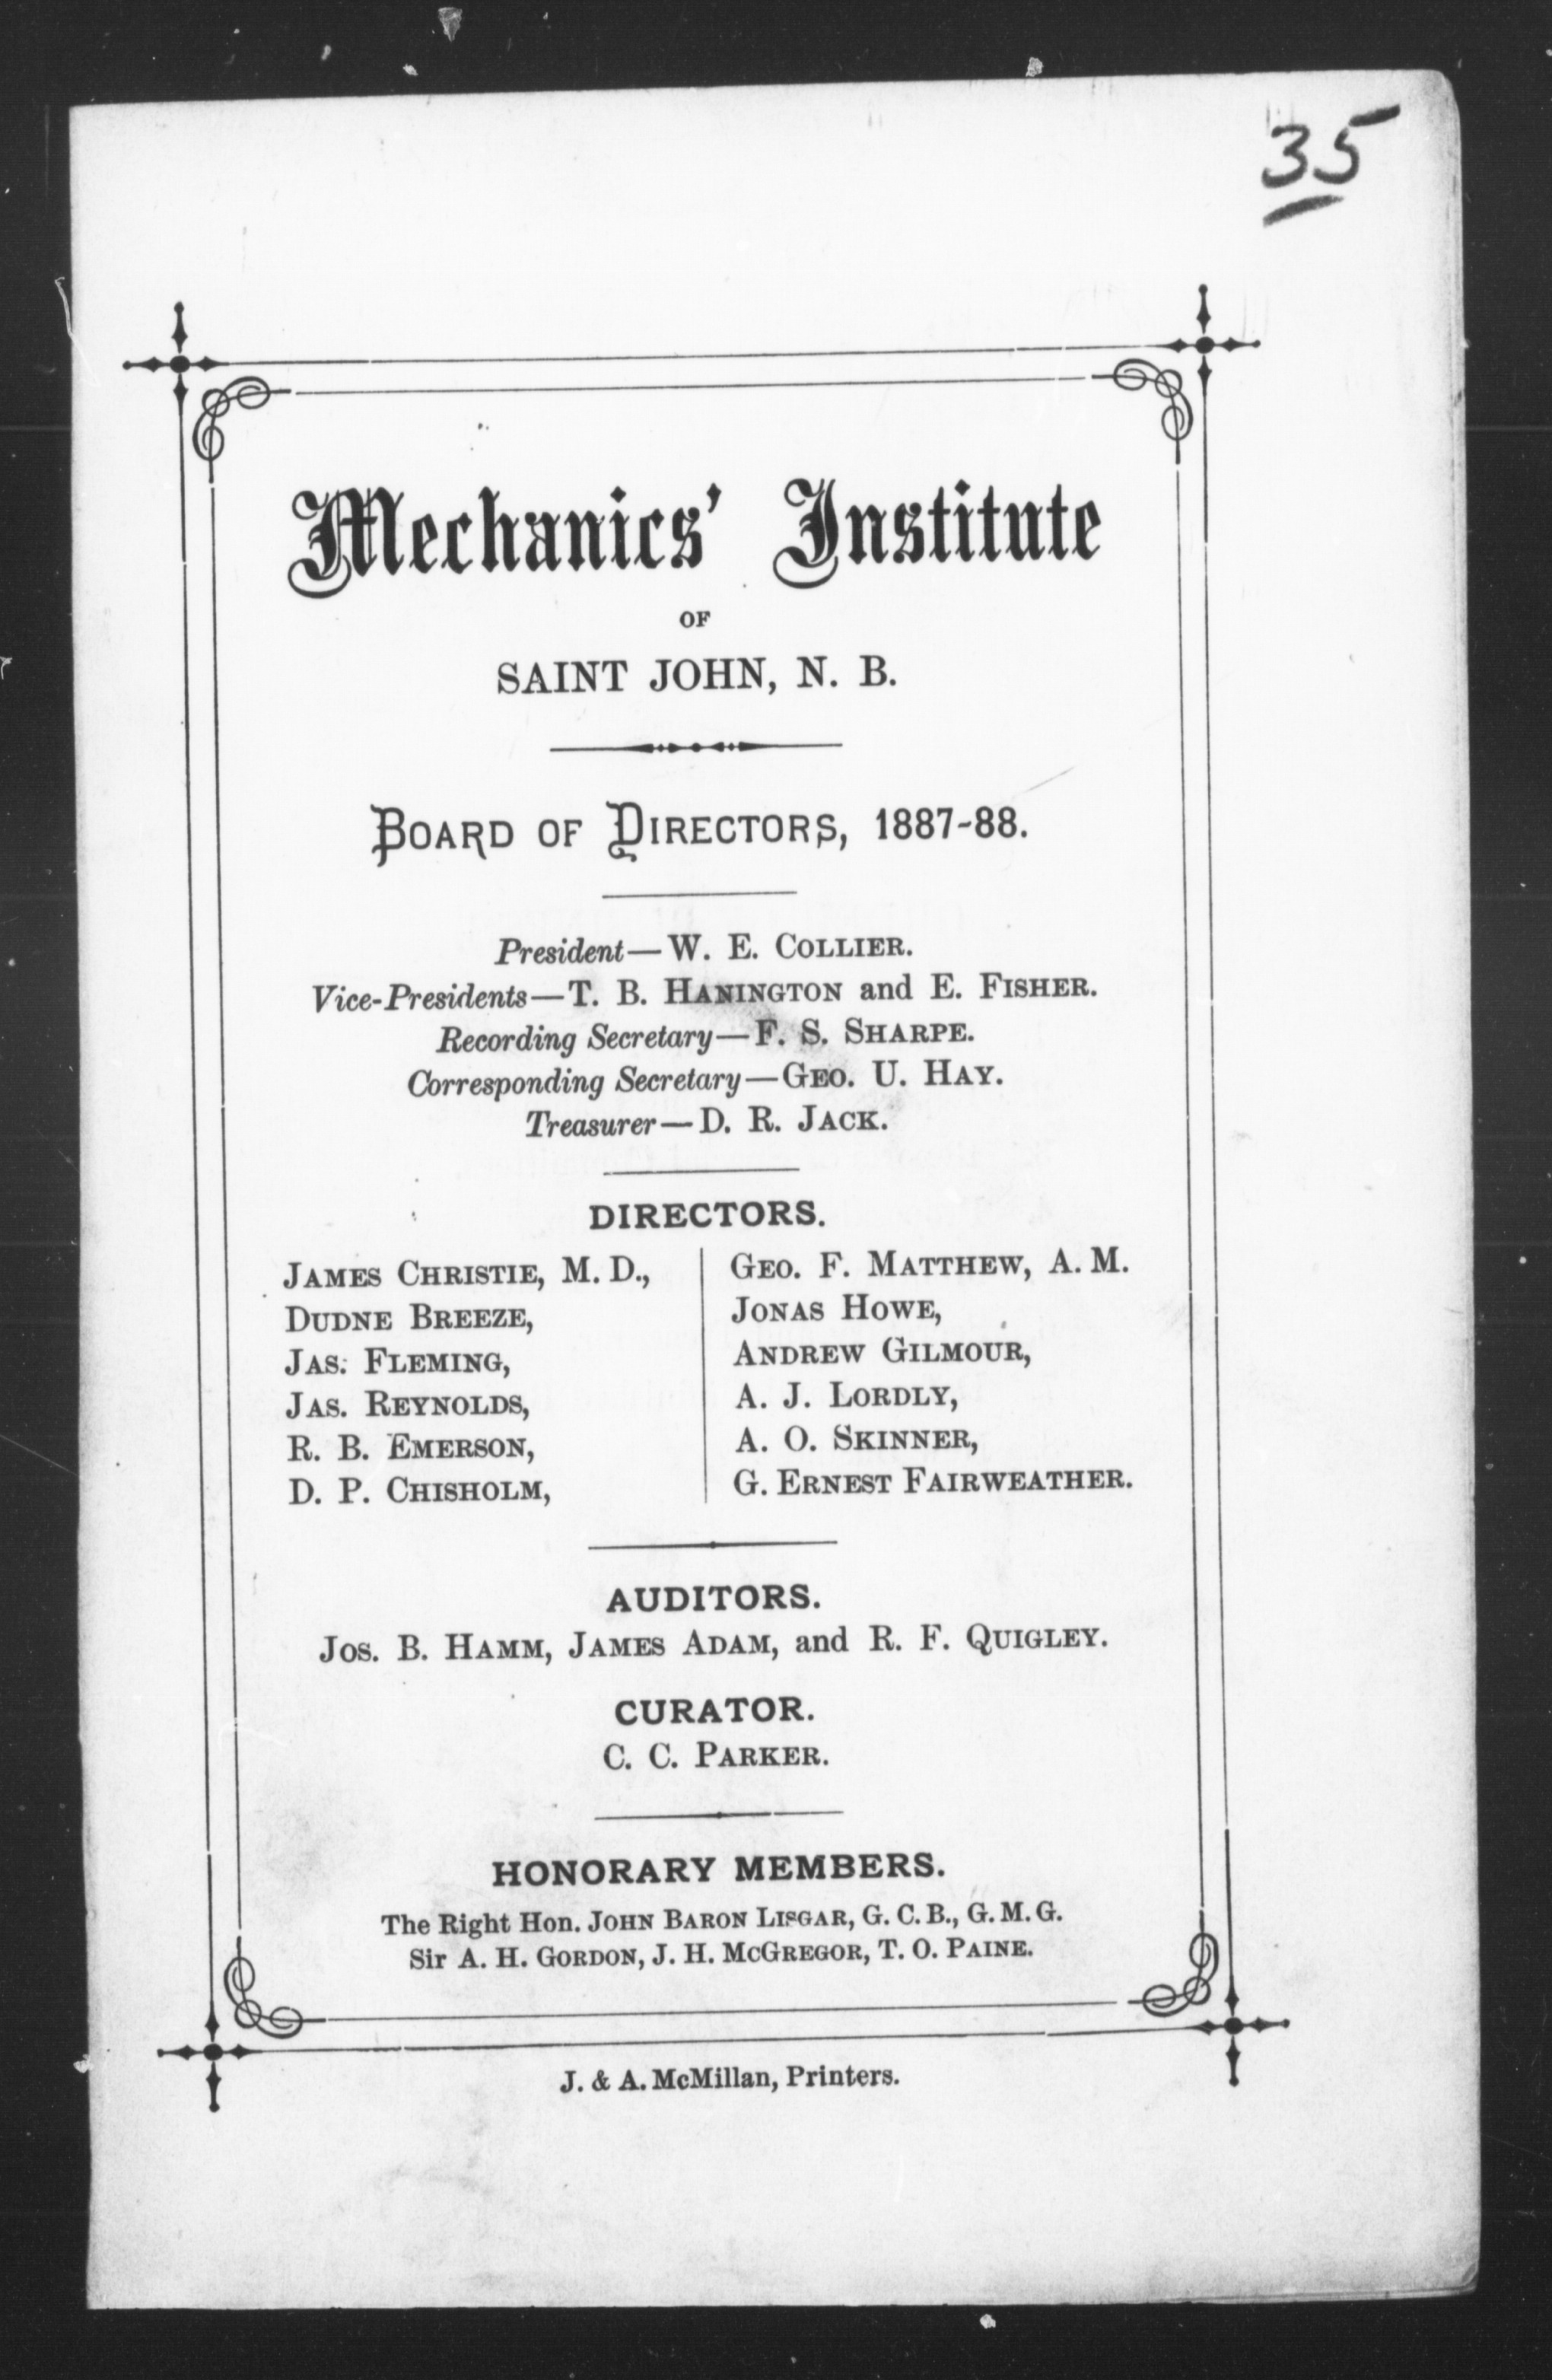 35
Mechanics' Institute
OF
SAINT JOHN, N. B.
BOARD OF DIRECTORS, 1887-88.
President—W. E. COLLIER.
Vice-Presidents—T. B. HANINGTON and E. FISHER.
Recording Secretary—F. S. SHARPE.
Corresponding Secretary—GEO. U. HAY.
Treasurer—D. R. JACK.
DIRECTORS.
JAMES CHRISTIE, M. D.,
DUDNE BREEZE,
JAS. FLEMING,
JAS. REYNOLDS,
R. B. EMERSON,
D. P. CHISHOLM,
GEO. F. MATTHEW, A. M.
JONAS HOWE,
ANDREW GILMOUR,
A. J. LORDLY,
A. O. SKINNER,
G. ERNEST FAIRWEATHER.
AUDITORS.
JOS. B. HAMM, JAMES ADAM, and R. F. QUIGLEY.
CURATOR.
C. C. PARKER.
HONORARY MEMBERS.
The Right Hon. JOHN BARON LISGAR, G. C. B., G. M. G.
Sir A. H. GORDON, J. H. MCGREGOR, T. O. PAINE.
J. & A. McMillan, Printers.